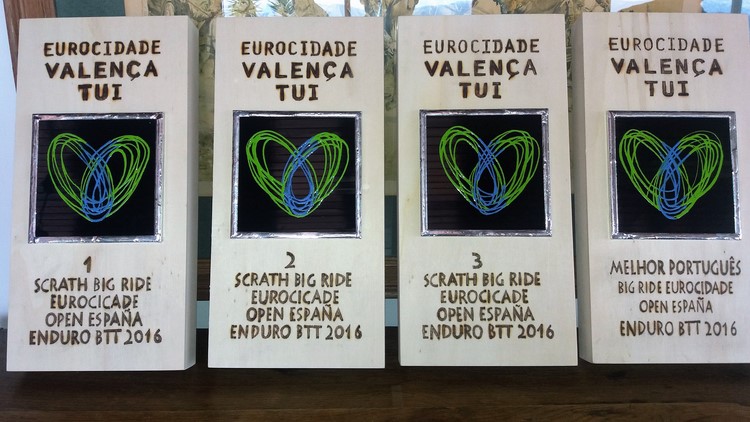 EUROCIDADE
VALENÇA
TUI
1
SCRATH BIG RIDE
EUROCICADE
OPEN ESPAÑA
ENDURO BTT 2016
EUROCIDADE
VALENÇA
TUI
2
SCRATH BIG RIDE
EUROCICADE
OPEN ESPAÑA
ENDURO BTT 2016
EUROCIDADE
VALENÇA
TUI
3
SCRATH BIG RIDE
EUROCICADE
OPEN ESPAÑA
ENDURO BTT 2016
EUROCIDADE
VALENÇA
TUI
MELHOR PORTUGUÊS
BIG RIDE EUROCIDADE
OPEN ESPAÑA
ENDURO BTT 2016